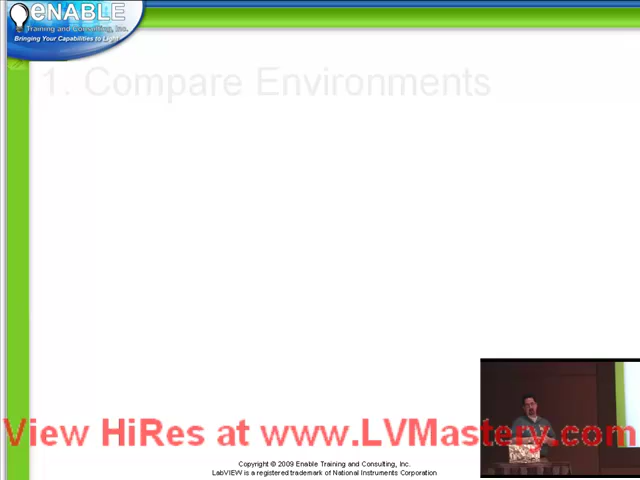 eNABLE
Training and Consulting, Inc.
Bringing Your Capabilities to Light
1. Compare Environments
View HiRes at www.LVMastery.com
Copyright © 2009 Enable Training and Consulting, Inc.
LabVIEW is a registered trademark of National Instruments Corporation